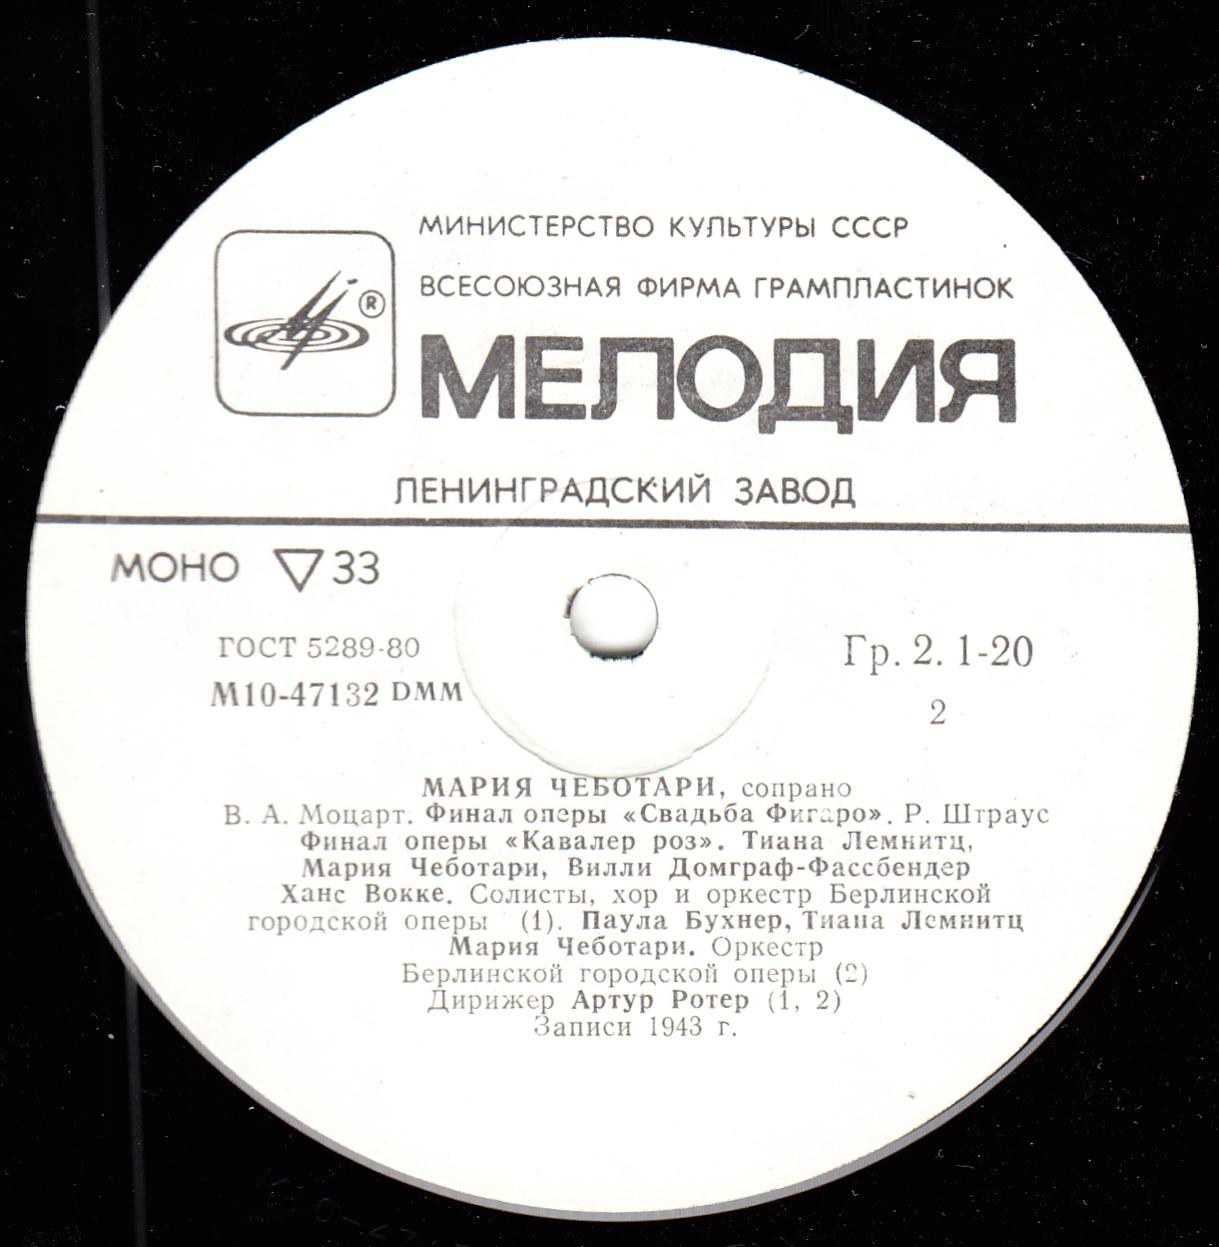 МИНИСТЕРСТВО КУЛЬТУРЫ СССР
ВСЕСОЮЗНАЯ ФИРМА ГРАМПЛАСТИНОК
®
МЕЛОДИЯ
ЛЕНИНГРАДСКИЙ ЗАВОД
МОНО ▽33
ГОСТ 5289-80
М10-47132 DMM
Гр. 2. 1-20
2
МАРИЯ ЧЕБОТАРИ, сопрано
В. А. Моцарт. Финал оперы «Свадьба Фигаро». Р. Штраус
Финал оперы «Кавалер роз». Тиана Лемнитц,
Мария Чеботари, Вилли Домграф-Фассбендер
Ханс Вокке. Солисты, хор и оркестр Берлинской
городской оперы (1). Паула Бухнер, Тиана Лемнитц
Мария Чеботари. Оркестр
Берлинской городской оперы (2)
Дирижер Артур Ротер (1, 2)
Записи 1943 г.